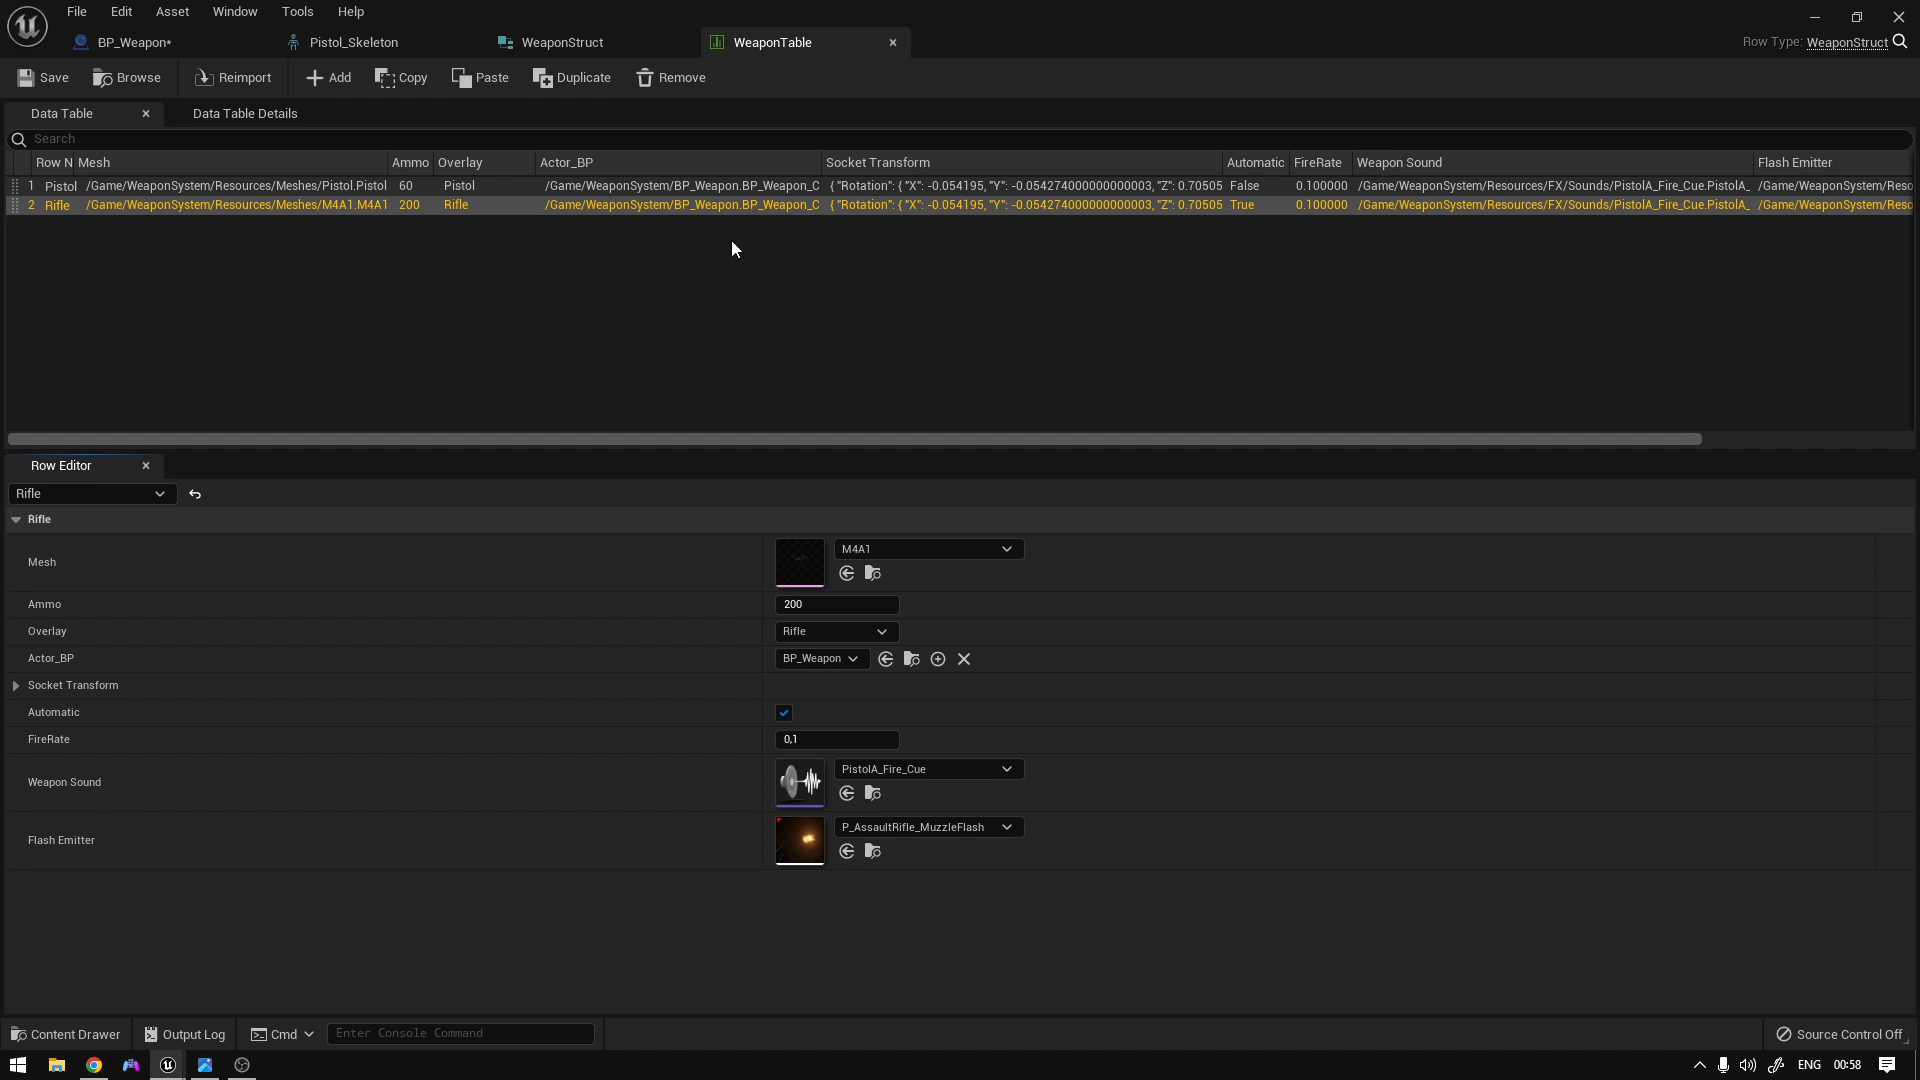 File Edit Asset Window Tools Help
BP_Weapon* Pistol_Skeleton WeaponStruct WeaponTable Row Type: WeaponStruct
Save Browse Reimport Add Copy Paste Duplicate Remove
Data Table Data Table Details
Search
Row N Mesh Ammo Overlay Actor_BP Socket Transform Automatic FireRate Weapon Sound Flash Emitter
1 Pistol /Game/WeaponSystem/Resources/Meshes/Pistol.Pistol 60 Pistol /Game/WeaponSystem/BP_Weapon.BP_Weapon_C { "Rotation": { "X": -0.054195, "Y": -0.054274000000000003, "Z": 0.70505 False 0.100000 /Game/WeaponSystem/Resources/FX/Sounds/PistolA_Fire_Cue.PistolA_ /Game/WeaponSystem/Reso
2 Rifle /Game/WeaponSystem/Resources/Meshes/M4A1.M4A1 200 Rifle /Game/WeaponSystem/BP_Weapon.BP_Weapon_C { "Rotation": { "X": -0.054195, "Y": -0.054274000000000003, "Z": 0.70505 True 0.100000 /Game/WeaponSystem/Resources/FX/Sounds/PistolA_Fire_Cue.PistolA_ /Game/WeaponSystem/Reso
Row Editor
Rifle
Rifle
Mesh M4A1
Ammo 200
Overlay Rifle
Actor_BP BP_Weapon
Socket Transform
Automatic
FireRate 0,1
Weapon Sound PistolA_Fire_Cue
Flash Emitter P_AssaultRifle_MuzzleFlash
Content Drawer Output Log Cmd Enter Console Command Source Control Off
ENG 00:58